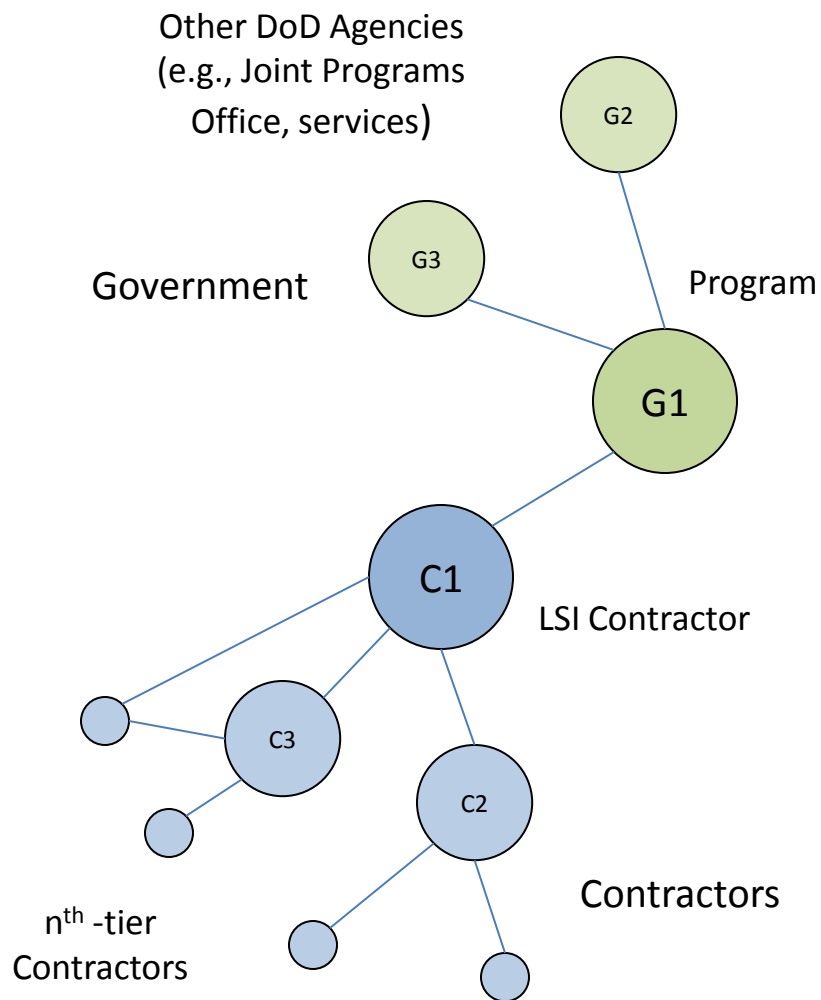 Other DoD Agencies
(e.g., Joint Programs
Office, services)
G2
G3
Government
Program
G1
C1
LSI Contractor
C3
C2
Contractors
nth -tier
Contractors